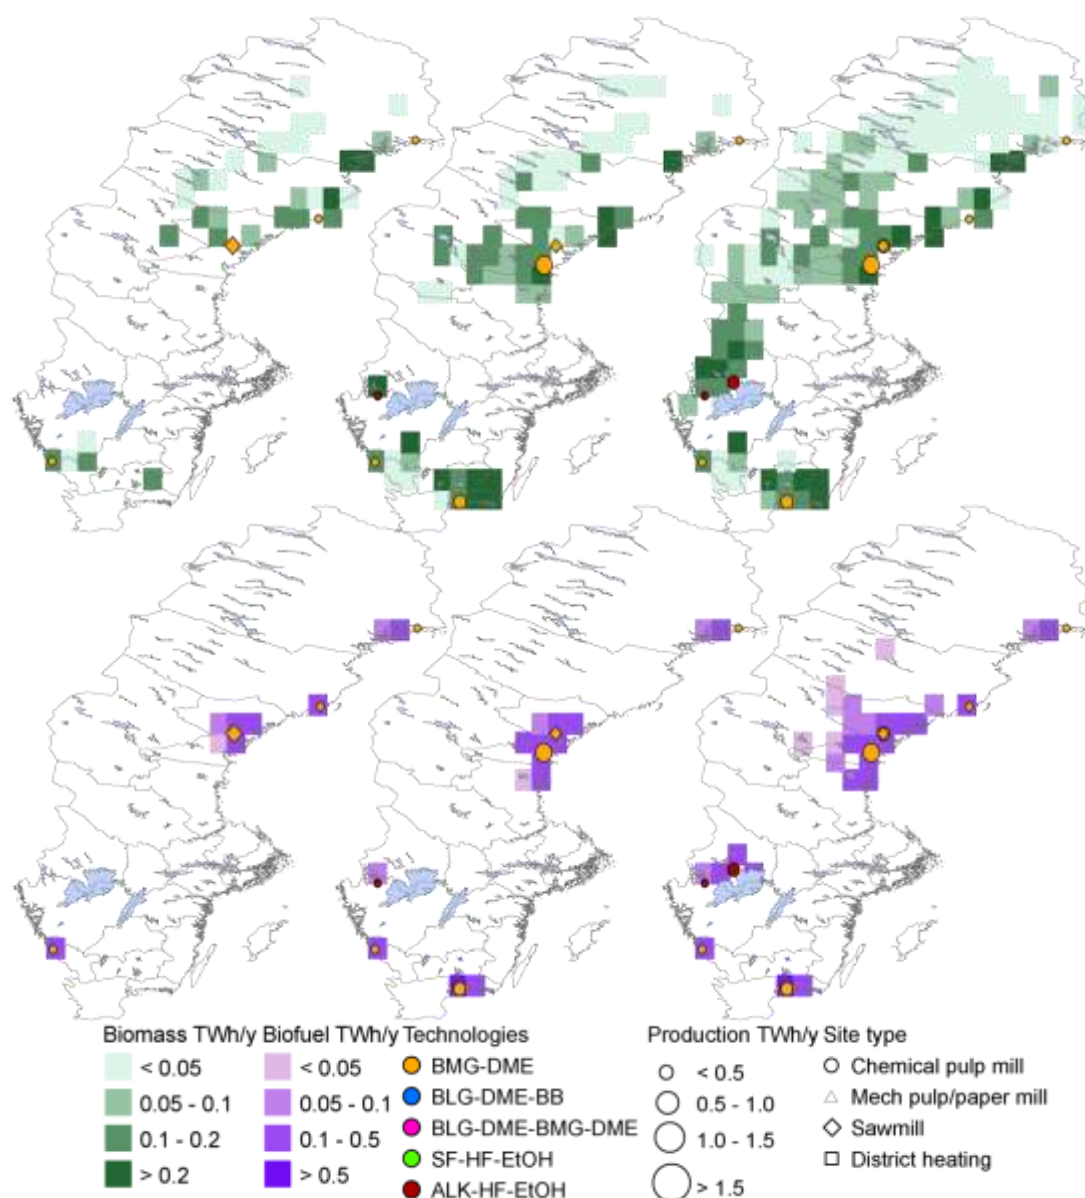 Biomass TWh/y Biofuel TWh/y Technologies Production TWh/y Site type
< 0.05 < 0.05 BMG-DME < 0.5 Chemical pulp mill
0.05 - 0.1 0.05 - 0.1 BLG-DME-BB 0.5 - 1.0 Mech pulp/paper mill
0.1 - 0.2 0.1 - 0.5 BLG-DME-BMG-DME 1.0 - 1.5 Sawmill
> 0.2 > 0.5 SF-HF-EtOH > 1.5 District heating
ALK-HF-EtOH